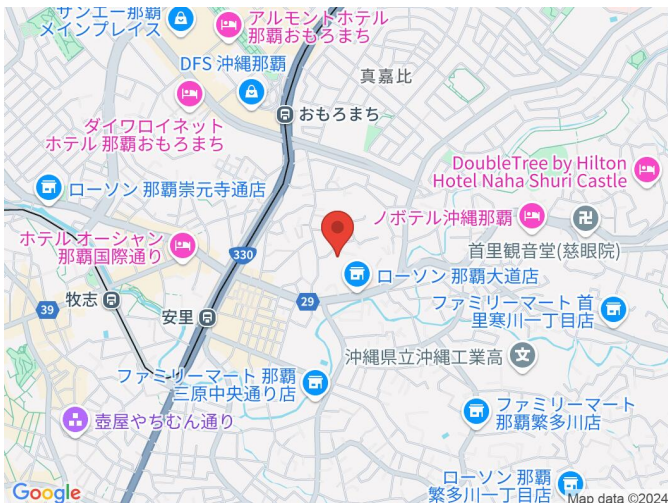 サンエー那覇
メインプレイス
アルモントホテル
那覇おもろまち
DFS 沖縄那覇
真嘉比
おもろまち
ダイワロイネット
ホテル 那覇おもろまち
DoubleTree by Hilton
Hotel Naha Shuri Castle
ローソン 那覇崇元寺通店
ノボテル沖縄那覇
ホテル オーシャン
那覇国際通り
330
首里観音堂(慈眼院)
ローソン 那覇大道店
牧志
39
29
安里
ファミリーマート 首
里寒川一丁目店
沖縄県立沖縄工業高
ファミリーマート 那覇
三原中央通り店
壺屋やちむん通り
ファミリーマート
那覇繁多川店
ローソン 那覇
繁多川一丁目店
Google
Map data ©2024